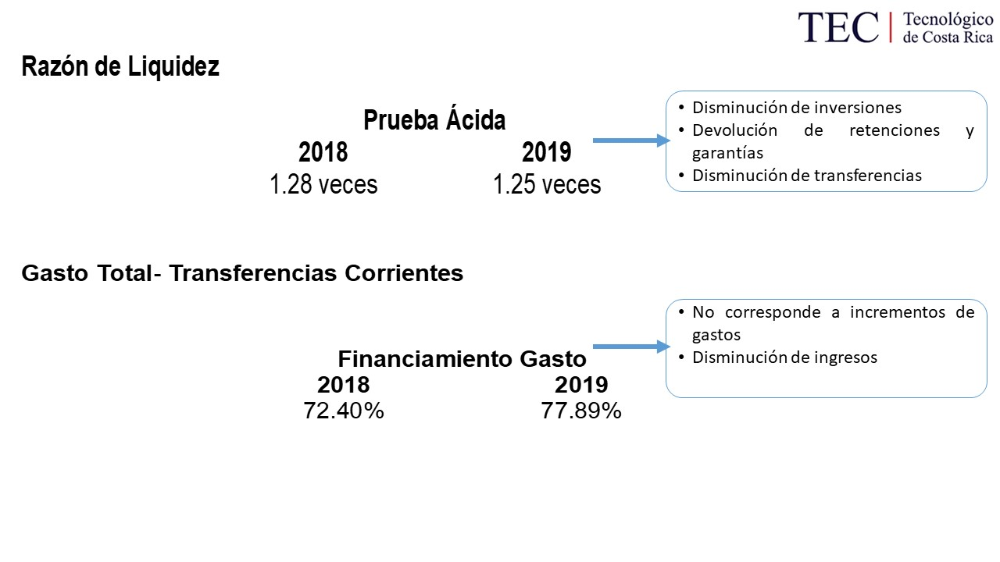 TEC | Tecnológico
de Costa Rica
Razón de Liquidez
Prueba Ácida
2018 2019
1.28 veces 1.25 veces
• Disminución de inversiones
• Devolución de retenciones y
garantías
• Disminución de transferencias
Gasto Total- Transferencias Corrientes
Financiamiento Gasto
2018 2019
72.40% 77.89%
• No corresponde a incrementos de
gastos
• Disminución de ingresos